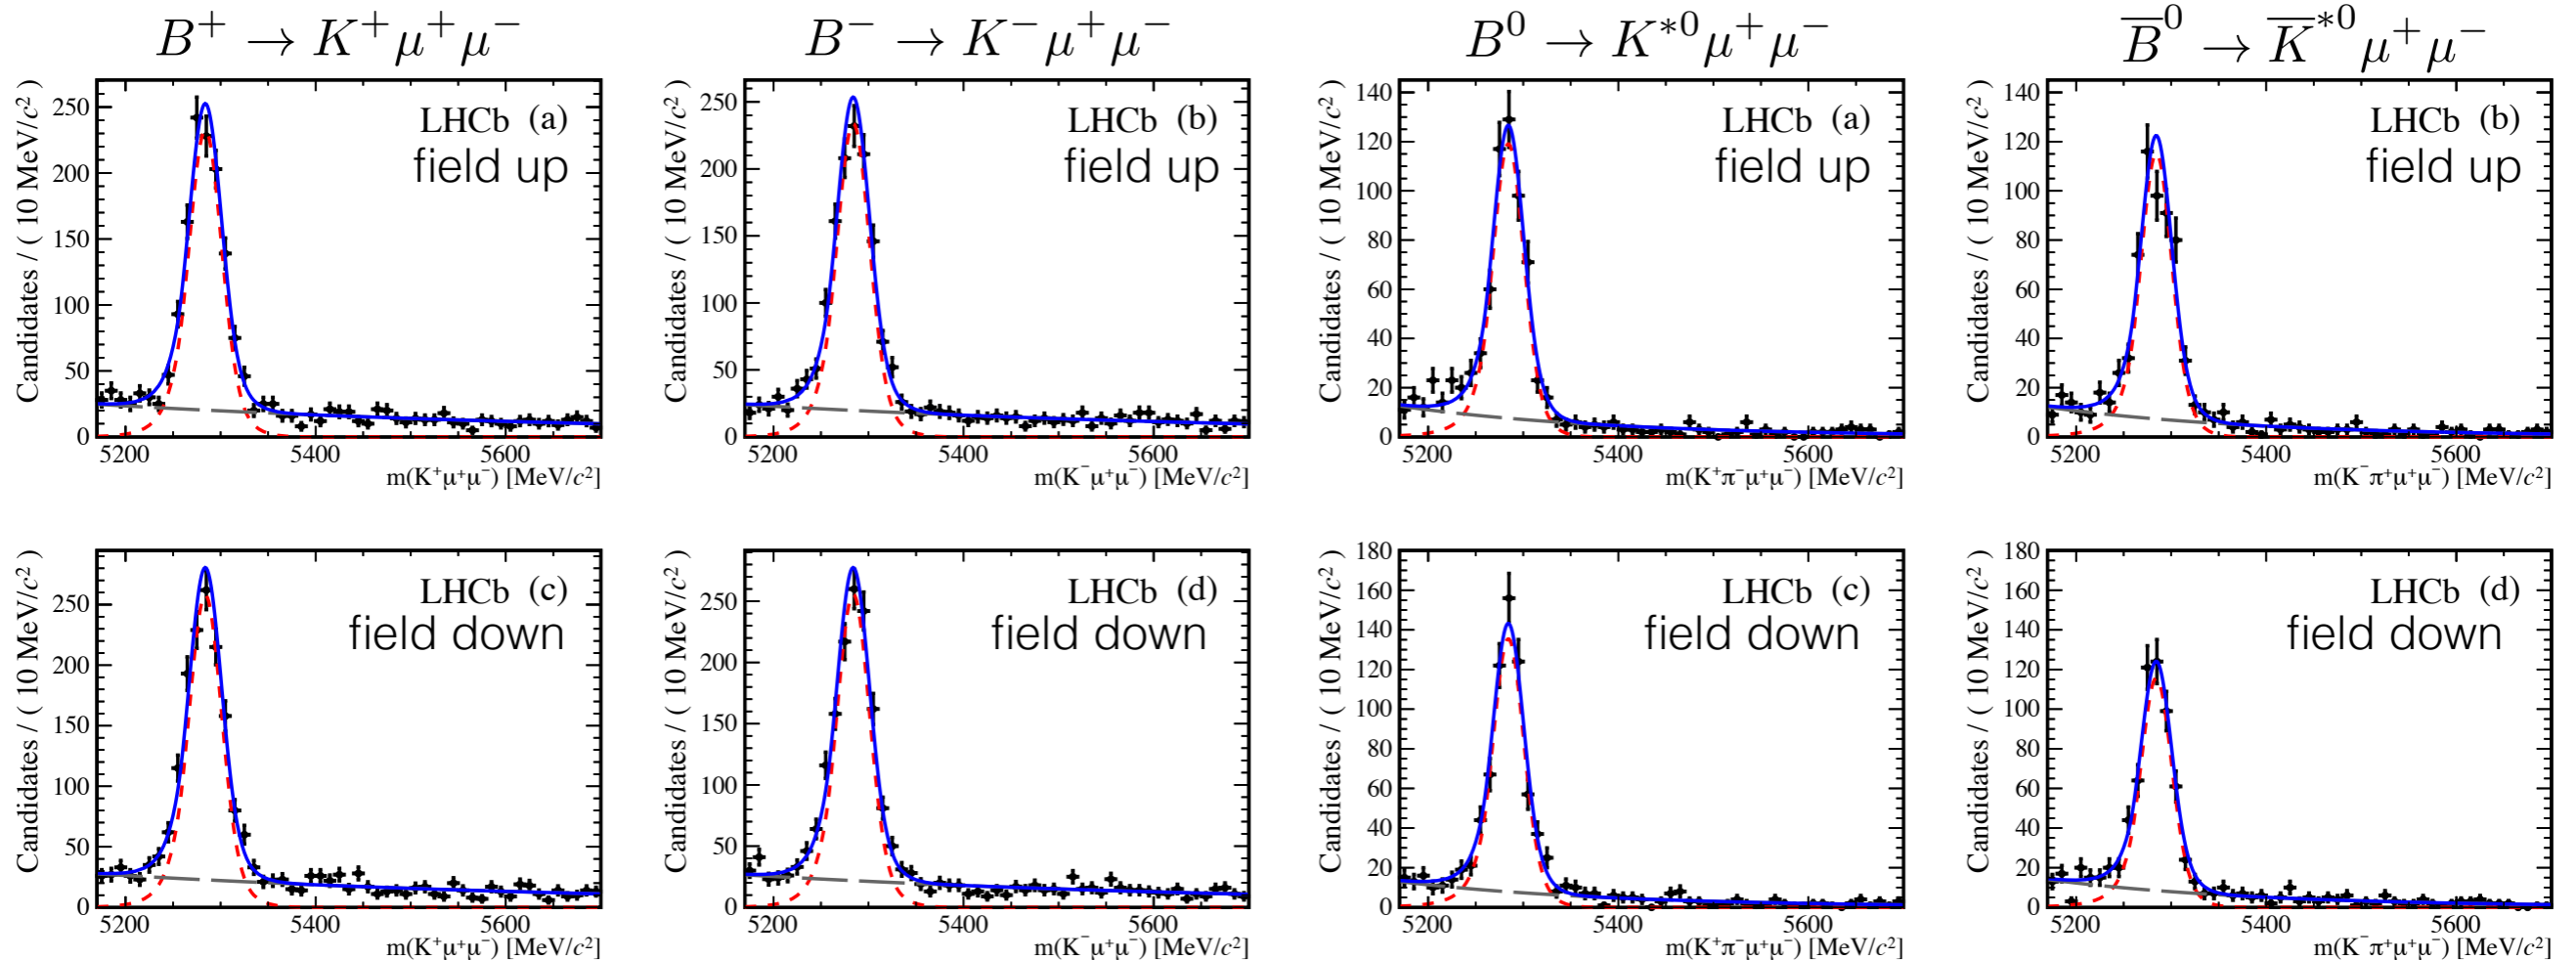 B⁺ → K⁺μ⁺μ⁻
B⁻ → K⁻μ⁺μ⁻
B⁰ → K*⁰μ⁺μ⁻
B̅⁰ → K̅*⁰μ⁺μ⁻
Candidates / ( 10 MeV/c² )
250
200
150
100
50
0
LHCb (a)
field up
5200 5400 5600
m(K⁺μ⁺μ⁻) [MeV/c²]
Candidates / ( 10 MeV/c² )
250
200
150
100
50
0
LHCb (b)
field up
5200 5400 5600
m(K⁻μ⁺μ⁻) [MeV/c²]
Candidates / ( 10 MeV/c² )
140
120
100
80
60
40
20
0
LHCb (a)
field up
5200 5400 5600
m(K⁺π⁻μ⁺μ⁻) [MeV/c²]
Candidates / ( 10 MeV/c² )
140
120
100
80
60
40
20
0
LHCb (b)
field up
5200 5400 5600
m(K⁻π⁺μ⁺μ⁻) [MeV/c²]
Candidates / ( 10 MeV/c² )
250
200
150
100
50
0
LHCb (c)
field down
5200 5400 5600
m(K⁺μ⁺μ⁻) [MeV/c²]
Candidates / ( 10 MeV/c² )
250
200
150
100
50
0
LHCb (d)
field down
5200 5400 5600
m(K⁻μ⁺μ⁻) [MeV/c²]
Candidates / ( 10 MeV/c² )
180
160
140
120
100
80
60
40
20
0
LHCb (c)
field down
5200 5400 5600
m(K⁺π⁻μ⁺μ⁻) [MeV/c²]
Candidates / ( 10 MeV/c² )
180
160
140
120
100
80
60
40
20
0
LHCb (d)
field down
5200 5400 5600
m(K⁻π⁺μ⁺μ⁻) [MeV/c²]